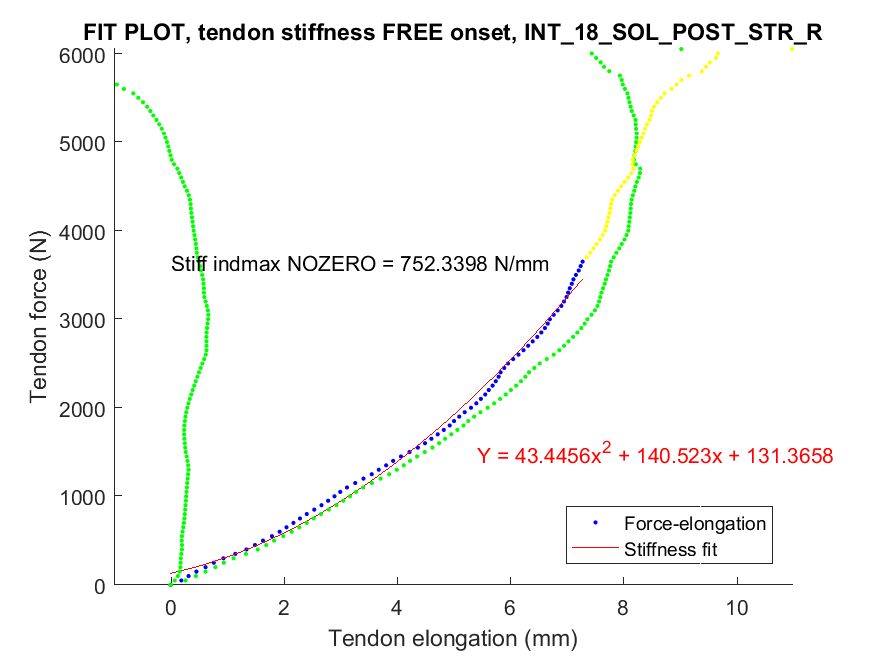 FIT PLOT, tendon stiffness FREE onset, INT_18_SOL_POST_STR_R
6000
5000
4000
3000
2000
1000
0
Tendon force (N)
Stiff indmax NOZERO = 752.3398 N/mm
Y = 43.4456x² + 140.523x + 131.3658
Force-elongation
Stiffness fit
0
2
4
6
8
10
Tendon elongation (mm)